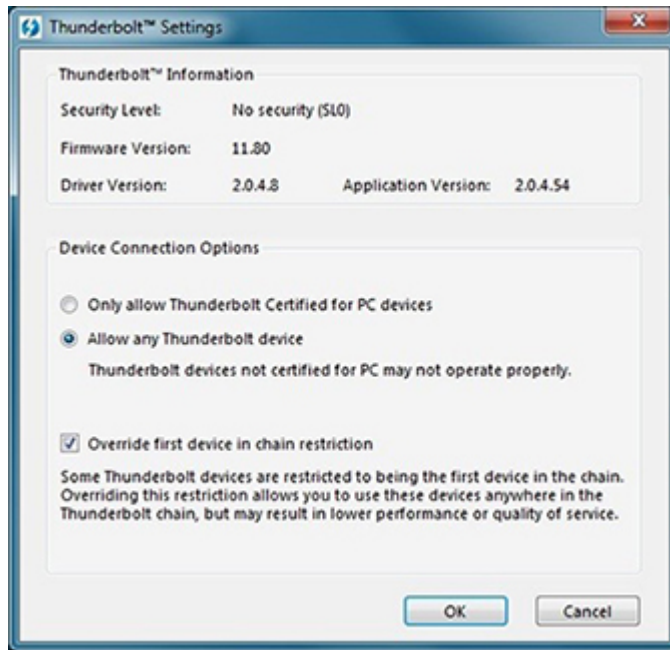 Thunderbolt™ Settings
Thunderbolt™ Information
Security Level: No security (SL0)
Firmware Version: 11.80
Driver Version: 2.0.4.8 Application Version: 2.0.4.54
Device Connection Options
Only allow Thunderbolt Certified for PC devices
Allow any Thunderbolt device
Thunderbolt devices not certified for PC may not operate properly.
Override first device in chain restriction
Some Thunderbolt devices are restricted to being the first device in the chain.
Overriding this restriction allows you to use these devices anywhere in the
Thunderbolt chain, but may result in lower performance or quality of service.
OK Cancel